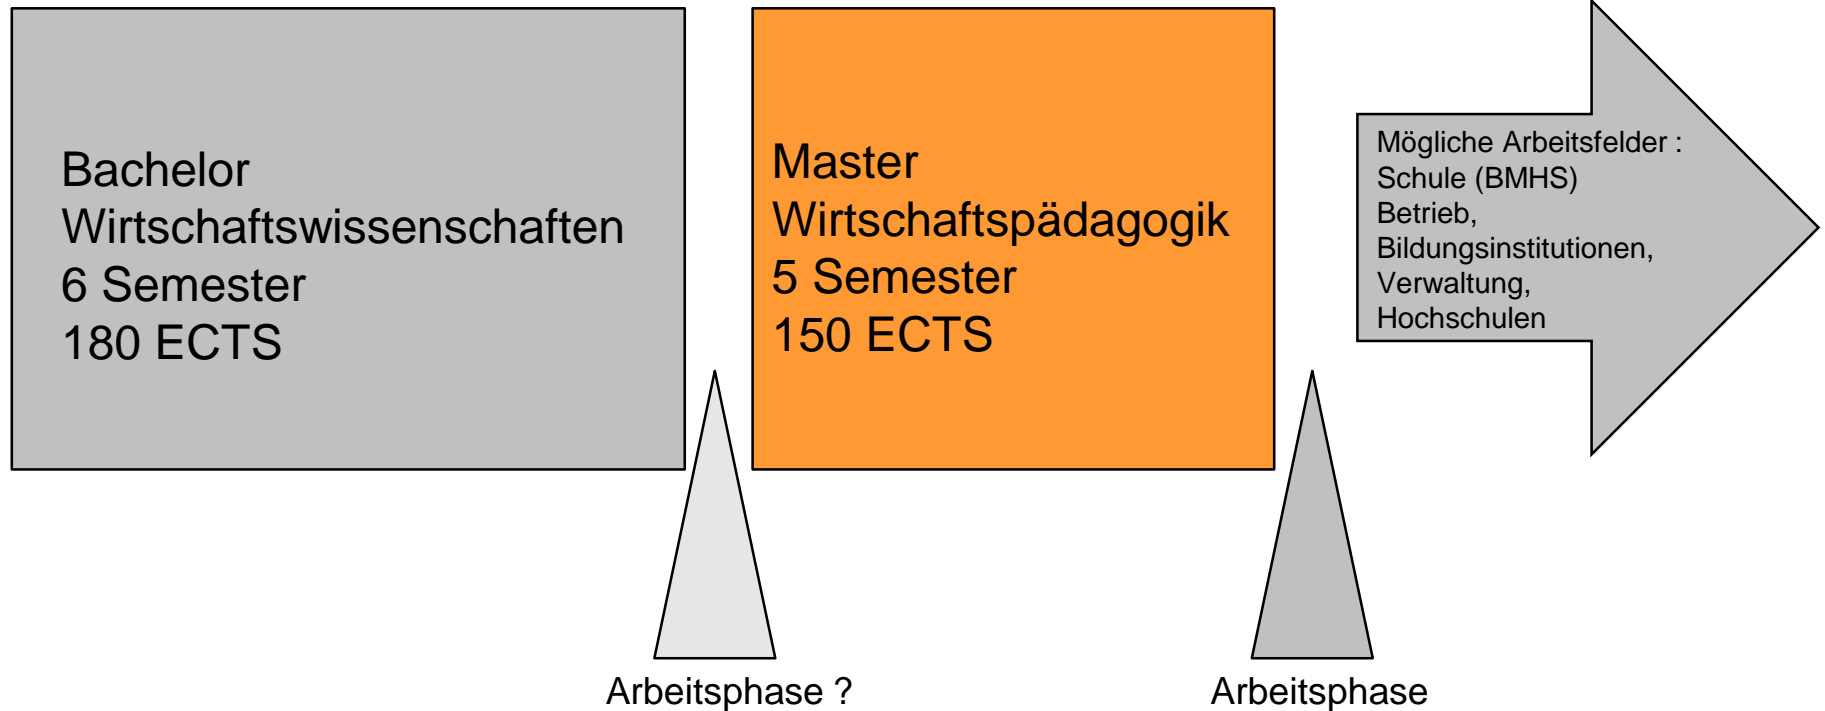 Bachelor
Wirtschaftswissenschaften
6 Semester
180 ECTS
Master
Wirtschaftspädagogik
5 Semester
150 ECTS
Mögliche Arbeitsfelder :
Schule (BMHS)
Betrieb,
Bildungsinstitutionen,
Verwaltung,
Hochschulen
Arbeitsphase ?
Arbeitsphase